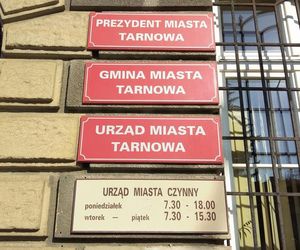 PREZYDENT MIASTA
TARNOWA
GMINA MIASTA
TARNOWA
URZĄD MIASTA
TARNOWA
URZĄD MIASTA CZYNNY
poniedziałek 7.30 - 18.00
wtorek — piątek 7.30 - 15.30